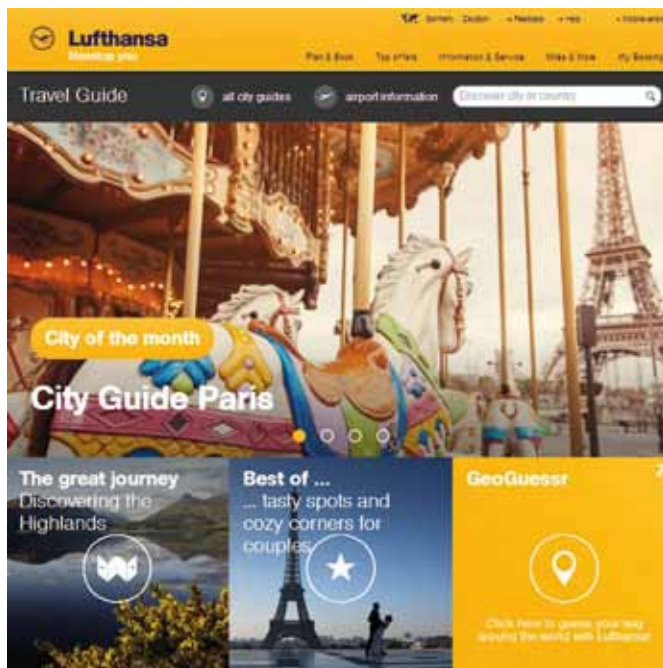 Lufthansa
Nonstop you
Plan & Book Top offers Information & Service Miles & More My Bookings
Travel Guide all city guides airport information Discover city or country
City of the month
City Guide Paris
The great journey
Discovering the
Highlands
Best of ...
... tasty spots and
cozy corners for
couples
GeoGuessr
Click here to guess your way
around the world with Lufthansa!